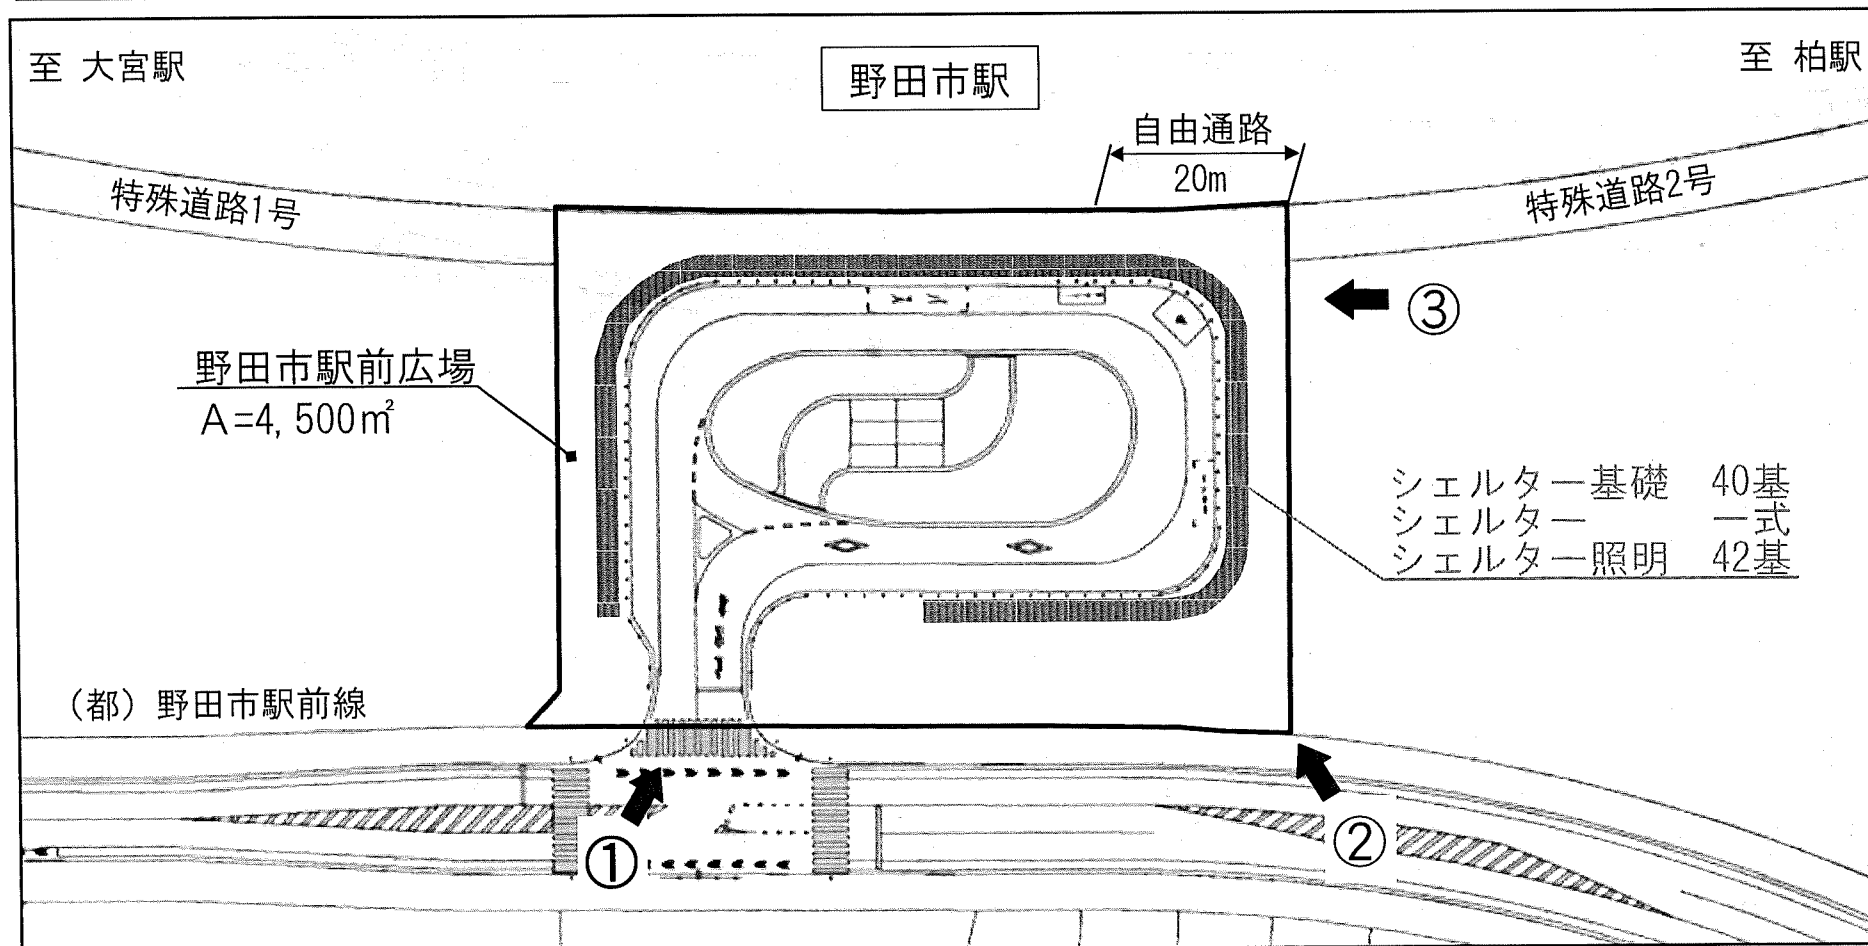 至 大宮駅
野田市駅
至 柏駅
自由通路
20m
特殊道路1号
特殊道路2号
③
野田市駅前広場
A=4,500㎡
シェルター基礎 40基
シェルター 一式
シェルター照明 42基
（都）野田市駅前線
①
②